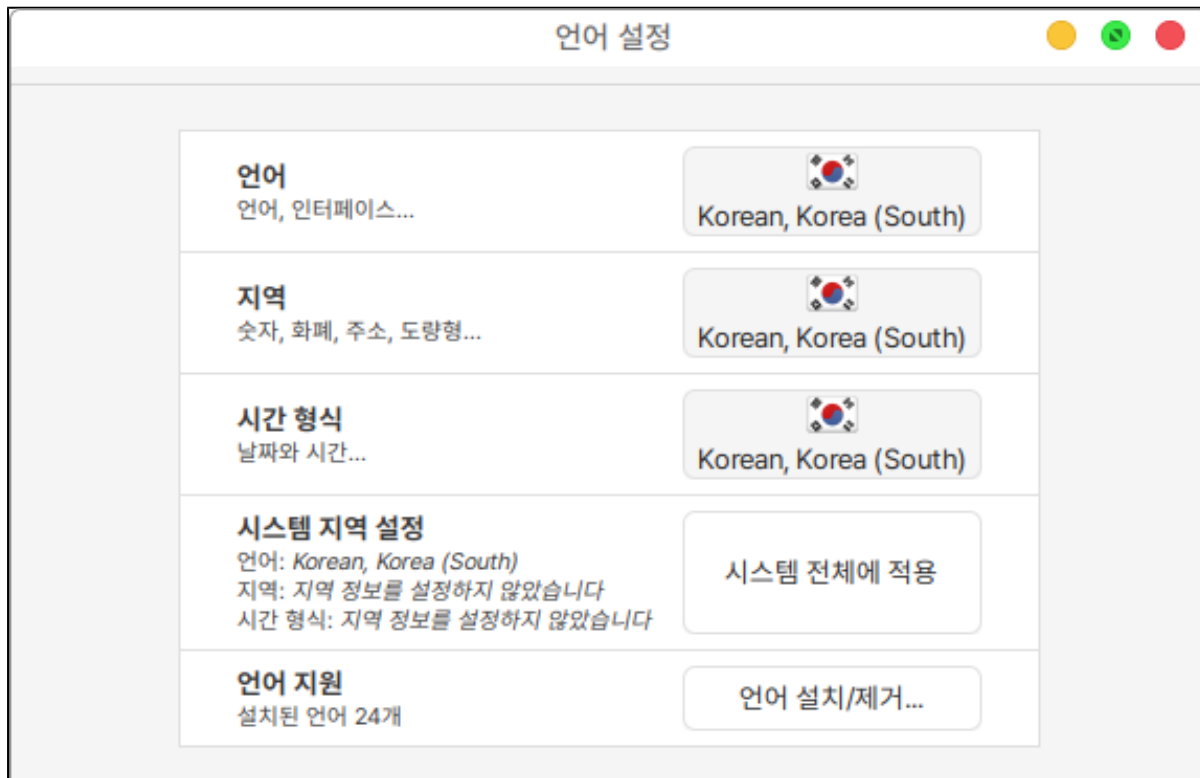 언어 설정
언어
언어, 인터페이스...
Korean, Korea (South)
지역
숫자, 화폐, 주소, 도량형...
Korean, Korea (South)
시간 형식
날짜와 시간...
Korean, Korea (South)
시스템 지역 설정
언어: Korean, Korea (South)
지역: 지역 정보를 설정하지 않았습니다
시간 형식: 지역 정보를 설정하지 않았습니다
시스템 전체에 적용
언어 지원
설치된 언어 24개
언어 설치/제거...